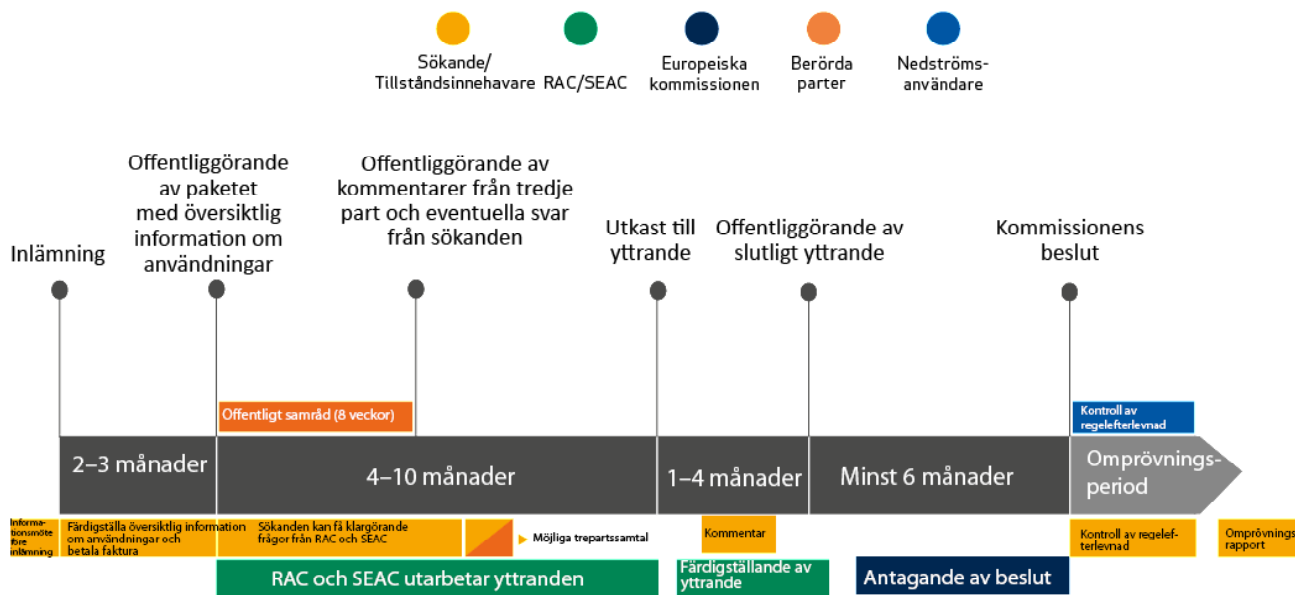 Sökande/
Tillståndsinnehavare
RAC/SEAC
Europeiska
kommissionen
Berörda
parter
Nedströms-
användare
Inlämning
Offentliggörande
av paketet
med översiktlig
information om
användningar
Offentliggörande av
kommentarer från tredje
part och eventuella svar
från sökanden
Utkast till
yttrande
Offentliggörande av
slutligt yttrande
Kommissionens
beslut
Offentligt samråd (8 veckor)
Kontroll av
regelefterlevnad
2–3 månader
4–10 månader
1–4 månader
Minst 6 månader
Omprövnings-
period
Informa-
tionsmöte
före
inlämning
Färdigställa översiktlig information
om användningar och
betala faktura
Sökanden kan få klargörande
frågor från RAC och SEAC
Möjliga trepartssamtal
Kommentar
Kontroll av regelef-
terlevnad
Omprövnings
rapport
RAC och SEAC utarbetar yttranden
Färdigställande av
yttrande
Antagande av beslut